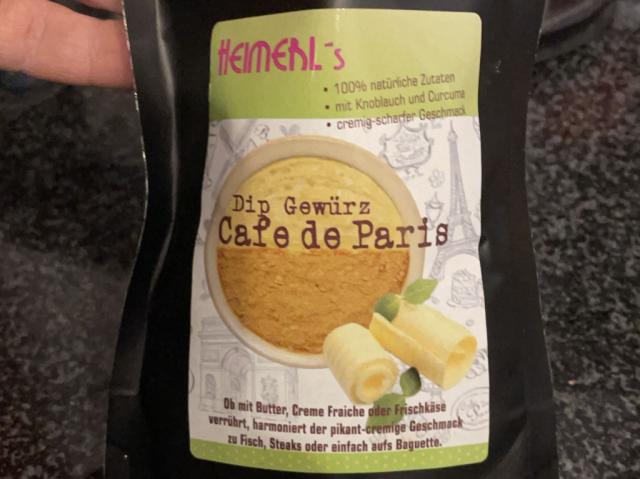 HEIMERL's
• 100% natürliche Zutaten
• mit Knoblauch und Curcuma
• cremig-scharfer Geschmack
Dip Gewürz
Cafe de Paris
Ob mit Butter, Creme Fraiche oder Frischkäse
verrührt, harmoniert der pikant-cremige Geschmack
zu Fisch, Steaks oder einfach aufs Baguette.